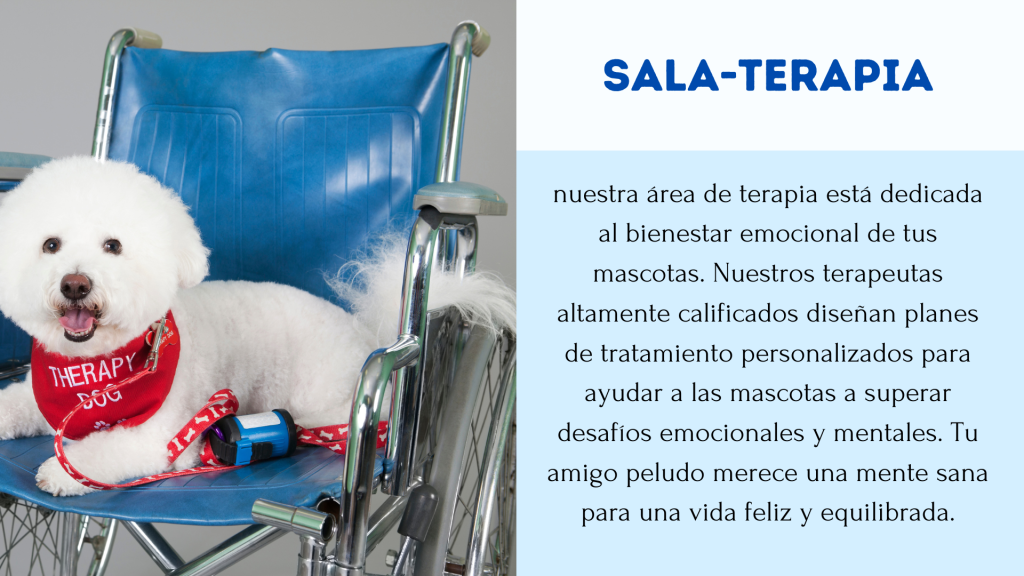 SALA-TERAPIA
nuestra área de terapia está dedicada
al bienestar emocional de tus
mascotas. Nuestros terapeutas
altamente calificados diseñan planes
de tratamiento personalizados para
ayudar a las mascotas a superar
desafíos emocionales y mentales. Tu
amigo peludo merece una mente sana
para una vida feliz y equilibrada.
THERAPY
DOG